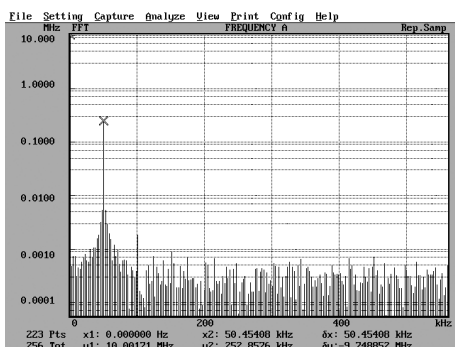 File Setting Capture Analyze View Print Config Help
MHz FFT FREQUENCY A Rep.Samp
10.000
1.0000
0.1000
0.0100
0.0010
0.0001
0 200 400 kHz
223 Pts x1: 0.000000 Hz x2: 50.45408 kHz δx: 50.45408 kHz
256 Tot y1: 10.00171 MHz y2: 252.8526 kHz δy:-9.748852 MHz